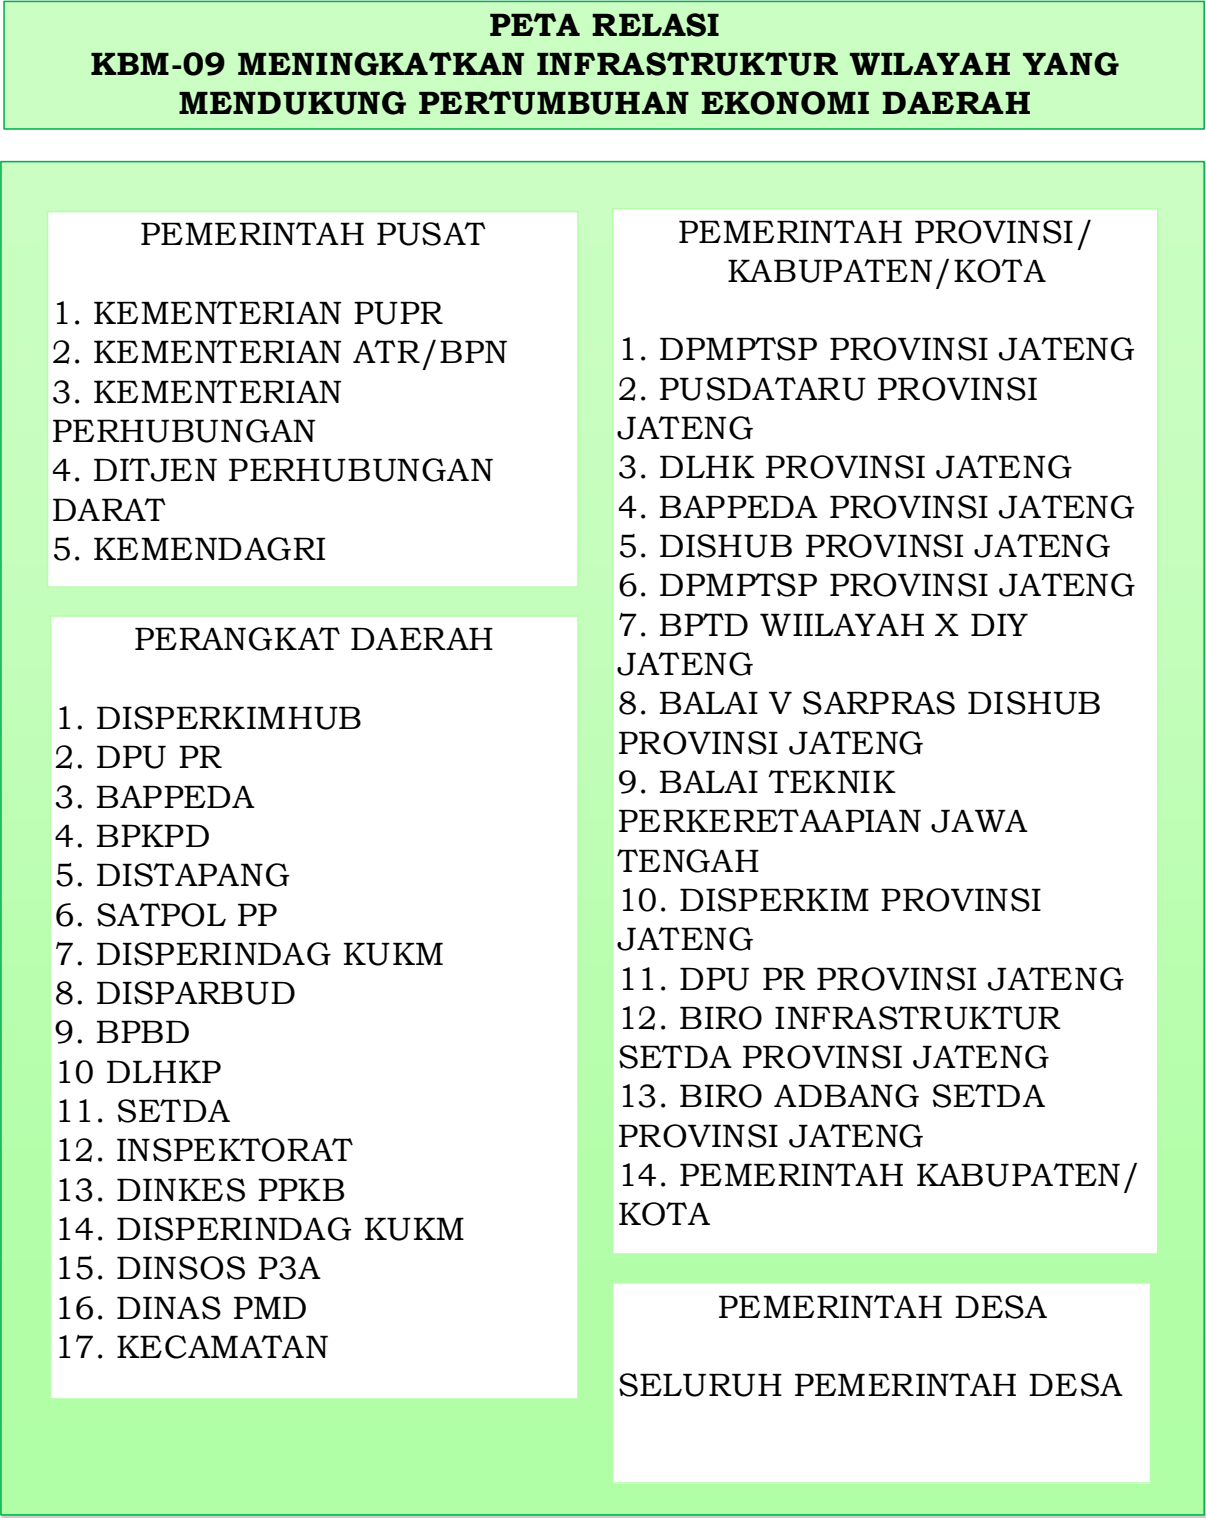 PETA RELASI
KBM-09 MENINGKATKAN INFRASTRUKTUR WILAYAH YANG
MENDUKUNG PERTUMBUHAN EKONOMI DAERAH
PEMERINTAH PUSAT
1. KEMENTERIAN PUPR
2. KEMENTERIAN ATR/BPN
3. KEMENTERIAN
PERHUBUNGAN
4. DITJEN PERHUBUNGAN
DARAT
5. KEMENDAGRI
PERANGKAT DAERAH
1. DISPERKIMHUB
2. DPU PR
3. BAPPEDA
4. BPKPD
5. DISTAPANG
6. SATPOL PP
7. DISPERINDAG KUKM
8. DISPARBUD
9. BPBD
10 DLHKP
11. SETDA
12. INSPEKTORAT
13. DINKES PPKB
14. DISPERINDAG KUKM
15. DINSOS P3A
16. DINAS PMD
17. KECAMATAN
PEMERINTAH PROVINSI/
KABUPATEN/KOTA
1. DPMPTSP PROVINSI JATENG
2. PUSDATARU PROVINSI
JATENG
3. DLHK PROVINSI JATENG
4. BAPPEDA PROVINSI JATENG
5. DISHUB PROVINSI JATENG
6. DPMPTSP PROVINSI JATENG
7. BPTD WIILAYAH X DIY
JATENG
8. BALAI V SARPRAS DISHUB
PROVINSI JATENG
9. BALAI TEKNIK
PERKERETAAPIAN JAWA
TENGAH
10. DISPERKIM PROVINSI
JATENG
11. DPU PR PROVINSI JATENG
12. BIRO INFRASTRUKTUR
SETDA PROVINSI JATENG
13. BIRO ADBANG SETDA
PROVINSI JATENG
14. PEMERINTAH KABUPATEN/
KOTA
PEMERINTAH DESA
SELURUH PEMERINTAH DESA